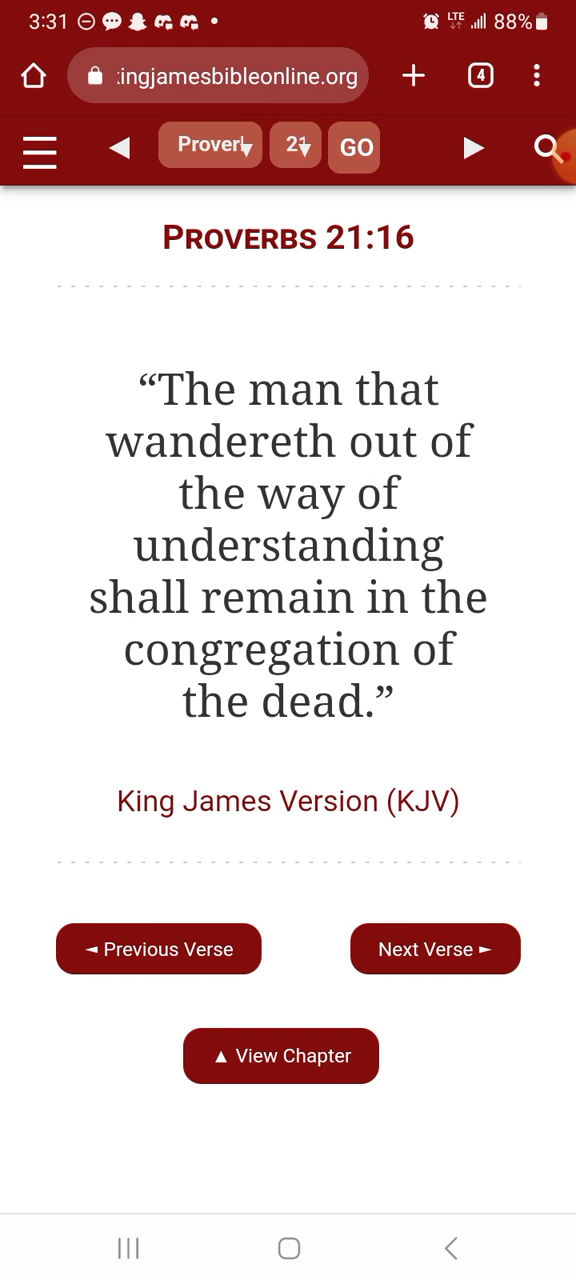 3:31 LTE 88%
:ingjamesbibleonline.org 4
Prover 21 GO
PROVERBS 21:16
“The man that
wandereth out of
the way of
understanding
shall remain in the
congregation of
the dead.”
King James Version (KJV)
◄ Previous Verse Next Verse ►
▲ View Chapter